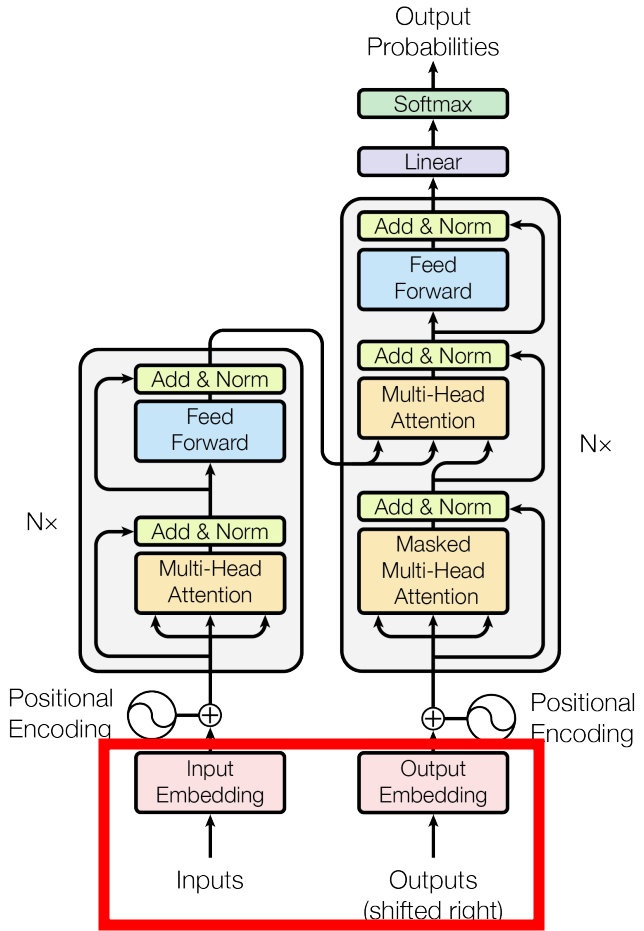 Output
Probabilities
Softmax
Linear
Add & Norm
Feed
Forward
Add & Norm
Multi-Head
Attention
Add & Norm
Masked
Multi-Head
Attention
Nx
Add & Norm
Feed
Forward
Add & Norm
Multi-Head
Attention
Nx
Positional
Encoding
Positional
Encoding
Input
Embedding
Output
Embedding
Inputs
Outputs
(shifted right)